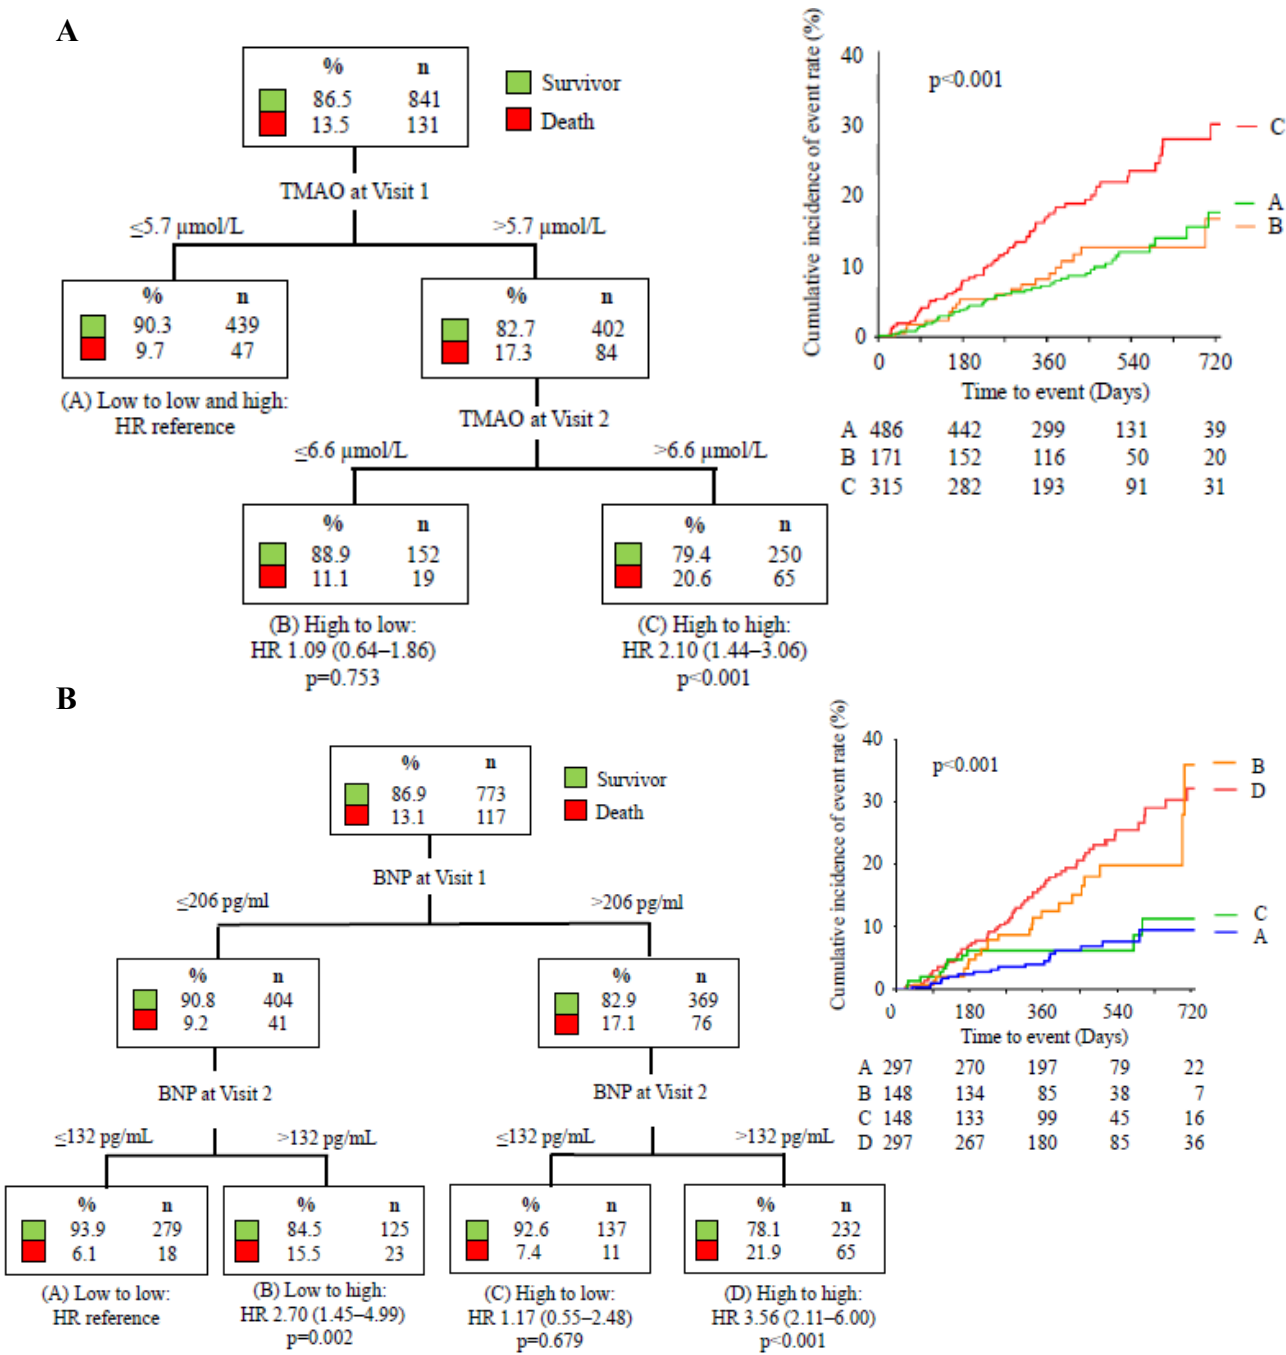 A
% n
86.5 841
13.5 131
Survivor
Death
TMAO at Visit 1
≤5.7 μmol/L >5.7 μmol/L
% n
90.3 439
9.7 47
% n
82.7 402
17.3 84
(A) Low to low and high:
HR reference
TMAO at Visit 2
≤6.6 μmol/L >6.6 μmol/L
% n
88.9 152
11.1 19
% n
79.4 250
20.6 65
(B) High to low:
HR 1.09 (0.64–1.86)
p=0.753
(C) High to high:
HR 2.10 (1.44–3.06)
p<0.001
Cumulative incidence of event rate (%)
40
30
20
10
0
p<0.001
C
A
B
0 180 360 540 720
Time to event (Days)
A 486 442 299 131 39
B 171 152 116 50 20
C 315 282 193 91 31
B
% n
86.9 773
13.1 117
Survivor
Death
BNP at Visit 1
≤206 pg/ml >206 pg/ml
% n
90.8 404
9.2 41
% n
82.9 369
17.1 76
BNP at Visit 2
BNP at Visit 2
≤132 pg/mL >132 pg/mL
≤132 pg/mL >132 pg/mL
% n
93.9 279
6.1 18
% n
84.5 125
15.5 23
% n
92.6 137
7.4 11
% n
78.1 232
21.9 65
(A) Low to low:
HR reference
(B) Low to high:
HR 2.70 (1.45–4.99)
p=0.002
(C) High to low:
HR 1.17 (0.55–2.48)
p=0.679
(D) High to high:
HR 3.56 (2.11–6.00)
p<0.001
Cumulative incidence of event rate (%)
40
30
20
10
0
p<0.001
B
D
C
A
0 180 360 540 720
Time to event (Days)
A 297 270 197 79 22
B 148 134 85 38 7
C 148 133 99 45 16
D 297 267 180 85 36